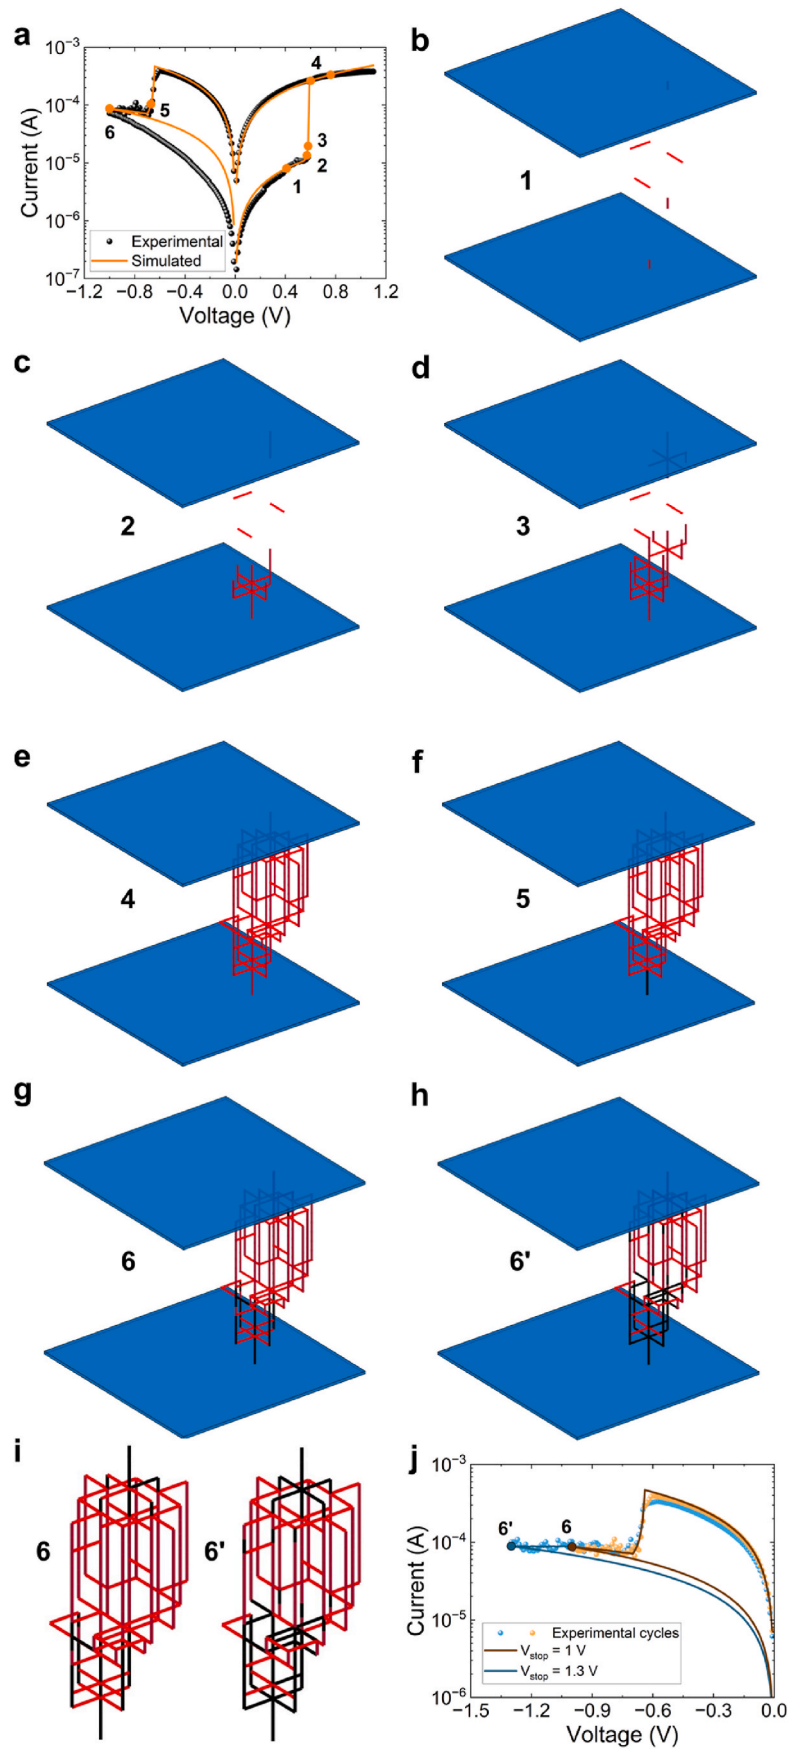 a
10⁻³
10⁻⁴
10⁻⁵
10⁻⁶
10⁻⁷
Current (A)
4
5
6
3
2
1
Experimental
Simulated
−1.2 −0.8 −0.4 0.0 0.4 0.8 1.2
Voltage (V)
b
1
c
2
d
3
e
4
f
5
g
6
h
6'
i
6
6'
j
10⁻³
10⁻⁴
10⁻⁵
10⁻⁶
Current (A)
6' 6
Experimental cycles
Vstop = 1 V
Vstop = 1.3 V
−1.5 −1.2 −0.9 −0.6 −0.3 0.0
Voltage (V)